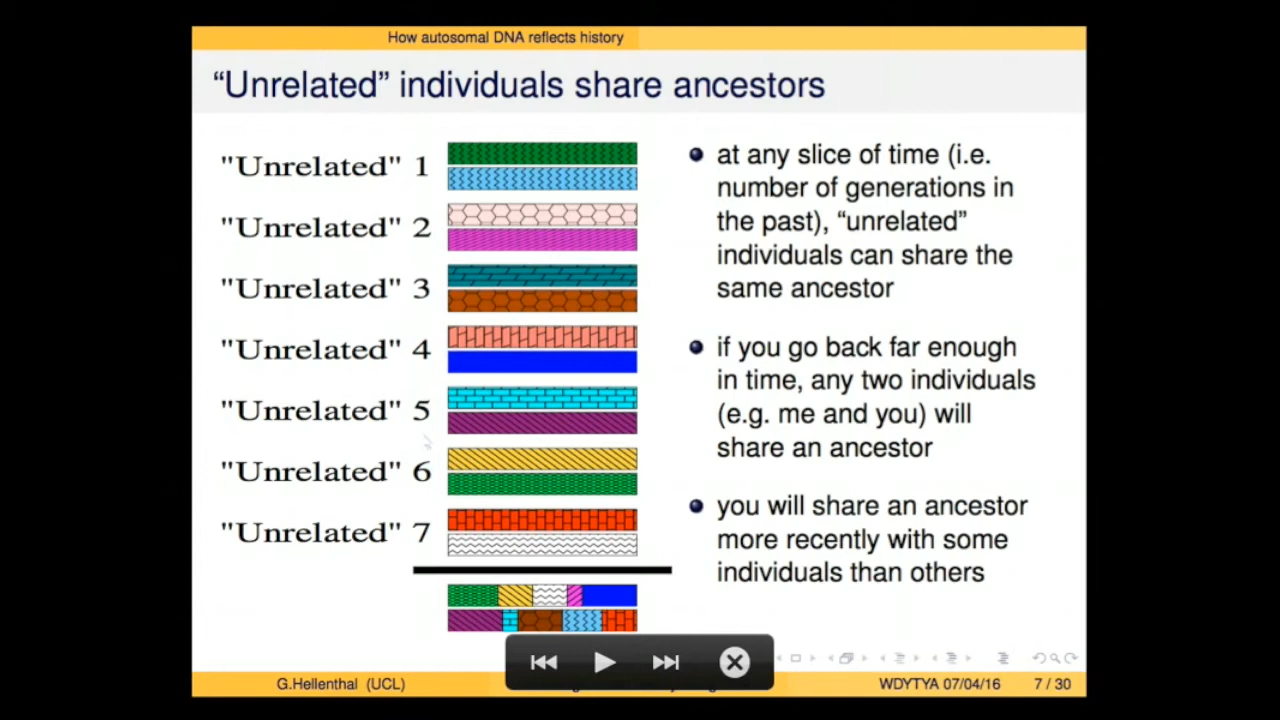 How autosomal DNA reflects history
“Unrelated” individuals share ancestors
"Unrelated" 1
"Unrelated" 2
"Unrelated" 3
"Unrelated" 4
"Unrelated" 5
"Unrelated" 6
"Unrelated" 7
at any slice of time (i.e.
number of generations in
the past), “unrelated”
individuals can share the
same ancestor
if you go back far enough
in time, any two individuals
(e.g. me and you) will
share an ancestor
you will share an ancestor
more recently with some
individuals than others
G.Hellenthal (UCL)
WDYTYA 07/04/16
7 / 30